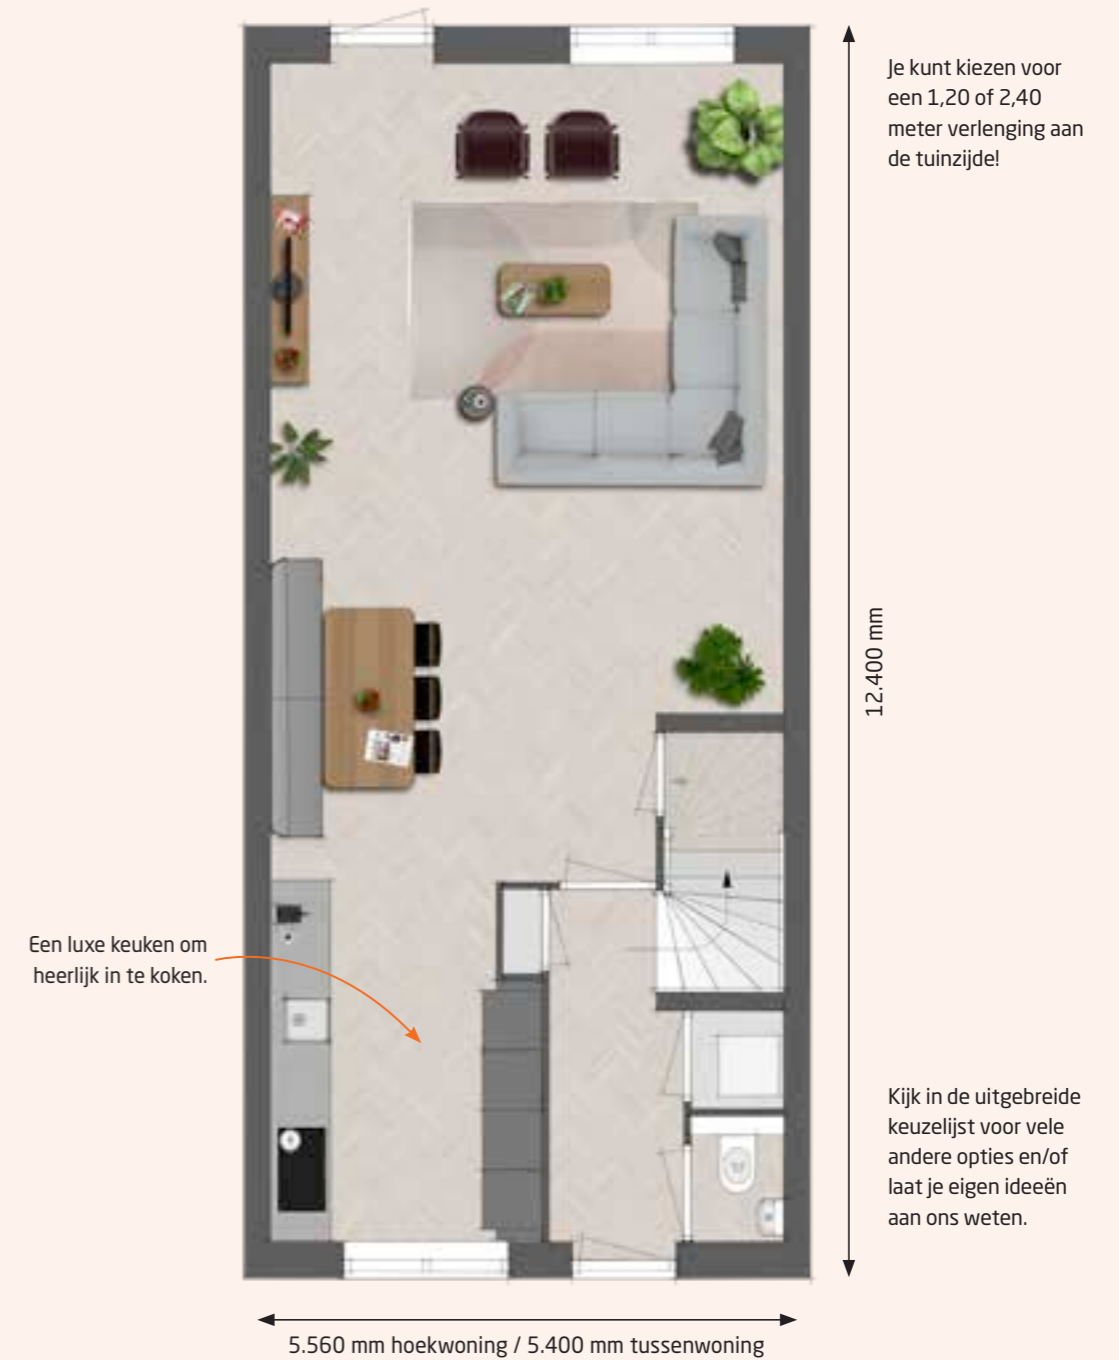 Je kunt kiezen voor
een 1,20 of 2,40
meter verlenging aan
de tuinzijde!
12.400 mm
Een luxe keuken om
heerlijk in te koken.
Kijk in de uitgebreide
keuzelijst voor vele
andere opties en/of
laat je eigen ideeën
aan ons weten.
5.560 mm hoekwoning / 5.400 mm tussenwoning